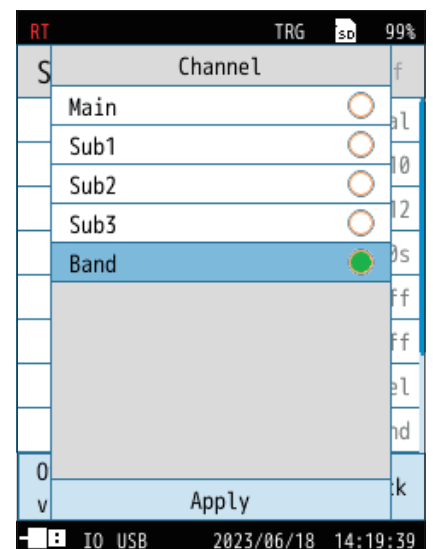 RT TRG SD 99%
Channel
Main
Sub1
Sub2
Sub3
Band
Apply
IO USB 2023/06/18 14:19:39